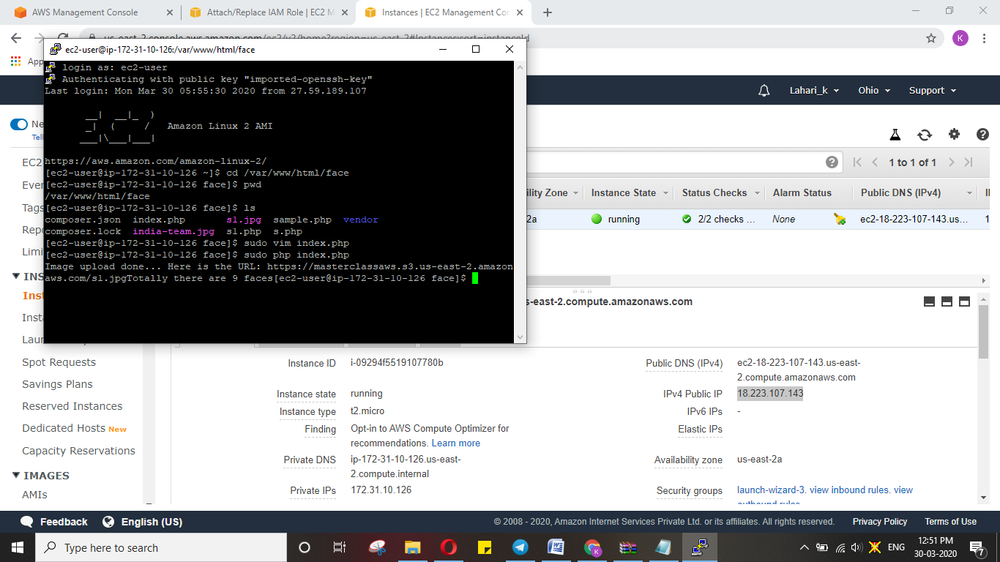 AWS Management Console
Attach/Replace IAM Role | EC2 M
Instances | EC2 Management Con
us-east-2.console.aws.amazon.com/ec2/v2/home?region=us-east-2#Instances:sort=instanceId
K
App
ec2-user@ip-172-31-10-126:/var/www/html/face
login as: ec2-user
Authenticating with public key "imported-openssh-key"
Last login: Mon Mar 30 05:55:30 2020 from 27.59.189.107
__|  __|_  )
_|  (     /   Amazon Linux 2 AMI
___|\___|___|
https://aws.amazon.com/amazon-linux-2/
[ec2-user@ip-172-31-10-126 ~]$ cd /var/www/html/face
[ec2-user@ip-172-31-10-126 face]$ pwd
/var/www/html/face
[ec2-user@ip-172-31-10-126 face]$ ls
composer.json  index.php       s1.jpg  sample.php  vendor
composer.lock  india-team.jpg  s1.php  s.php
[ec2-user@ip-172-31-10-126 face]$ sudo vim index.php
[ec2-user@ip-172-31-10-126 face]$ sudo php index.php
Image upload done... Here is the URL: https://masterclassaws.s3.us-east-2.amazon
aws.com/s1.jpgTotally there are 9 faces[ec2-user@ip-172-31-10-126 face]$
Lahari_k Ohio Support
Ne
Tell
EC2
Even
Tags
Rep
Limi
INS
Inst
Inst
Lau
Spot Requests
Savings Plans
Reserved Instances
Dedicated Hosts New
Capacity Reservations
IMAGES
AMIs
1 to 1 of 1
ility Zone Instance State Status Checks Alarm Status Public DNS (IPv4)
2a running 2/2 checks ... None ec2-18-223-107-143.us... 1
s-east-2.compute.amazonaws.com
Instance ID i-09294f5519107780b
Instance state running
Instance type t2.micro
Finding Opt-in to AWS Compute Optimizer for
recommendations. Learn more
Private DNS ip-172-31-10-126.us-east-
2.compute.internal
Private IPs 172.31.10.126
Public DNS (IPv4) ec2-18-223-107-143.us-east-
2.compute.amazonaws.com
IPv4 Public IP 18.223.107.143
IPv6 IPs -
Elastic IPs
Availability zone us-east-2a
Security groups launch-wizard-3. view inbound rules. view
outbound rules
Feedback English (US)
© 2008 - 2020, Amazon Internet Services Private Ltd. or its affiliates. All rights reserved. Privacy Policy Terms of Use
Type here to search
ENG
12:51 PM
30-03-2020
7